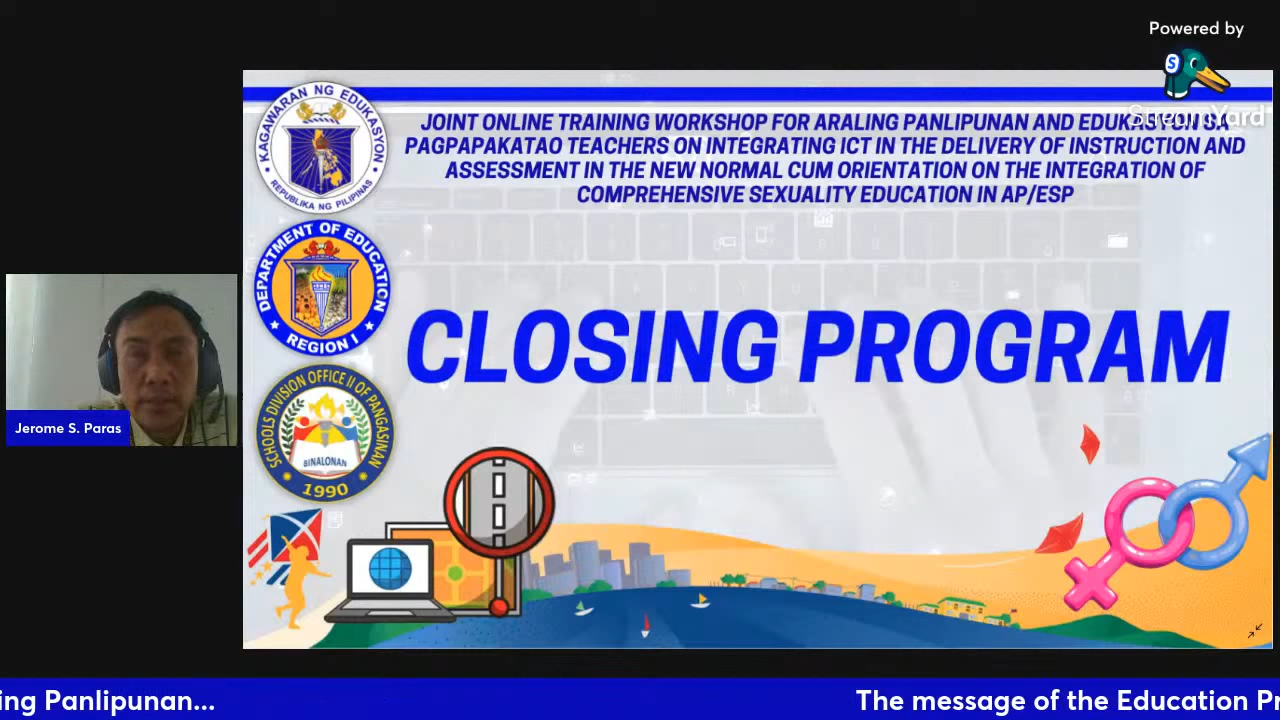 Powered by
StreamYard
JOINT ONLINE TRAINING WORKSHOP FOR ARALING PANLIPUNAN AND EDUKASYON SA
PAGPAPAKATAO TEACHERS ON INTEGRATING ICT IN THE DELIVERY OF INSTRUCTION AND
ASSESSMENT IN THE NEW NORMAL CUM ORIENTATION ON THE INTEGRATION OF
COMPREHENSIVE SEXUALITY EDUCATION IN AP/ESP
KAGAWARAN NG EDUKASYON
REPUBLIKA NG PILIPINAS
DEPARTMENT OF EDUCATION
REGION I
CLOSING PROGRAM
SCHOOLS DIVISION OFFICE II OF PANGASINAN
BINALONAN
1990
Jerome S. Paras
ing Panlipunan... The message of the Education Pr